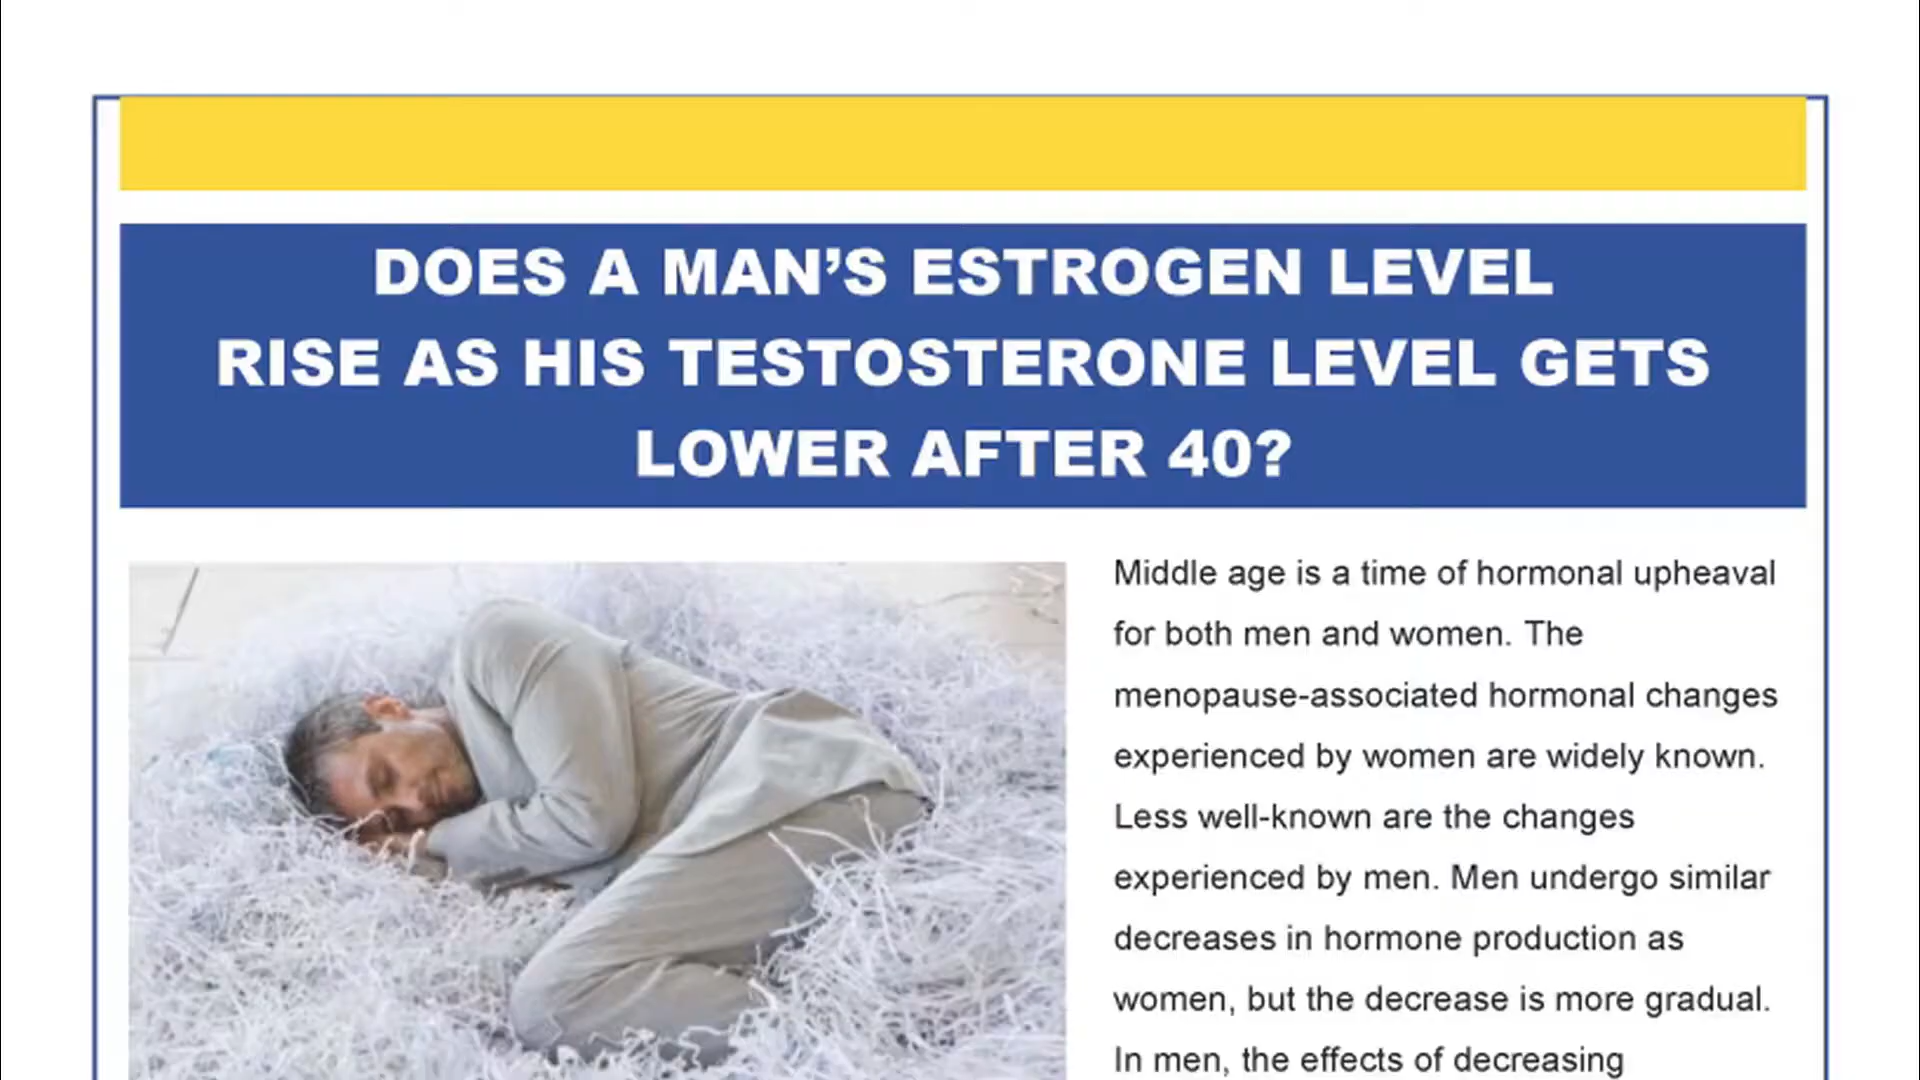 DOES A MAN’S ESTROGEN LEVEL
RISE AS HIS TESTOSTERONE LEVEL GETS
LOWER AFTER 40?
Middle age is a time of hormonal upheaval
for both men and women. The
menopause-associated hormonal changes
experienced by women are widely known.
Less well-known are the changes
experienced by men. Men undergo similar
decreases in hormone production as
women, but the decrease is more gradual.
In men, the effects of decreasing